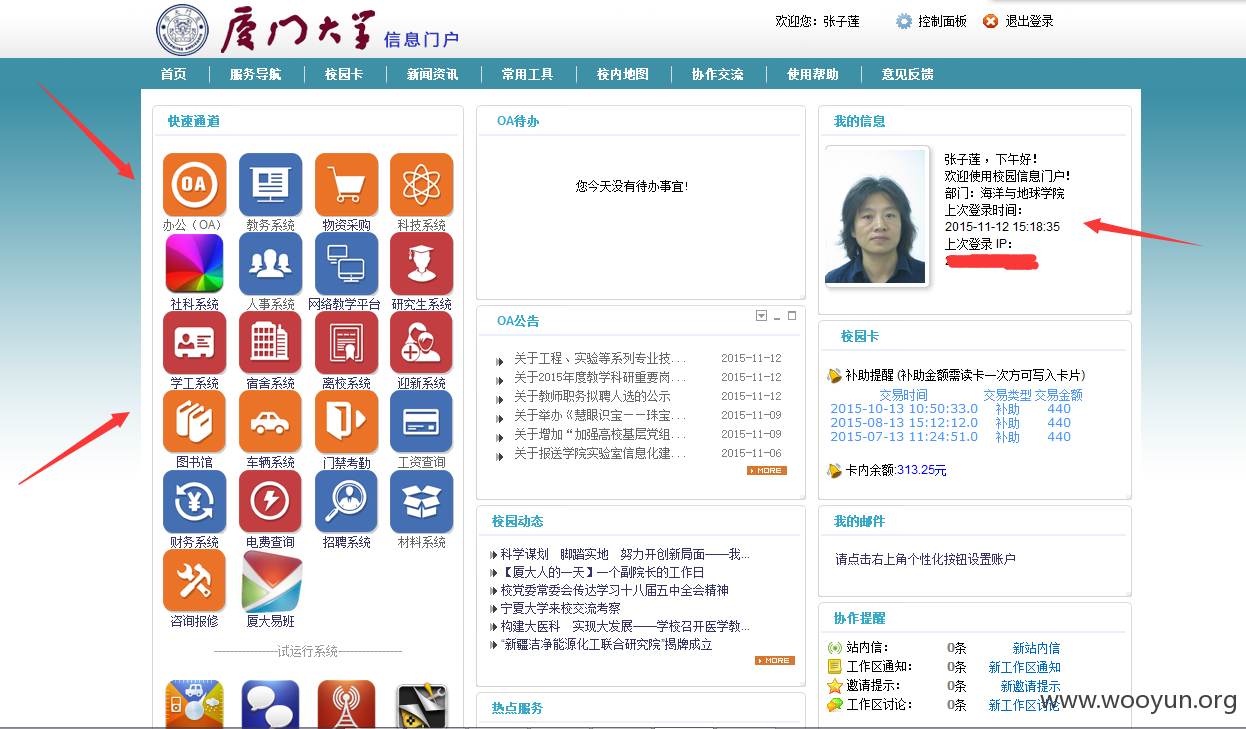 厦门大学 信息门户
欢迎您：张子莲 控制面板 退出登录
首页 服务导航 校园卡 新闻资讯 常用工具 校内地图 协作交流 使用帮助 意见反馈
快速通道
办公（OA） 教务系统 物资采购 科技系统
社科系统 人事系统 网络教学平台 研究生系统
学工系统 宿舍系统 离校系统 迎新系统
图书馆 车辆系统 门禁考勤 工资查询
财务系统 电费查询 招聘系统 材料系统
咨询报修 厦大易班
------------------试运行系统------------------
OA待办
您今天没有待办事宜!
OA公告
关于工程、实验等系列专业技... 2015-11-12
关于2015年度教学科研重要岗... 2015-11-12
关于教师职务拟聘人选的公示 2015-11-12
关于举办《慧眼识宝－－珠宝... 2015-11-09
关于增加“加强高校基层党组... 2015-11-09
关于报送学院实验室信息化建... 2015-11-06
MORE
校园动态
科学谋划 脚踏实地 努力开创新局面——我...
【厦大人的一天】一个副院长的工作日
校党委常委会传达学习十八届五中全会精神
宁夏大学来校交流考察
构建大医科 实现大发展——学校召开医学教...
“新疆洁净能源化工联合研究院”揭牌成立
MORE
热点服务
我的信息
张子莲 ，下午好！
欢迎使用校园信息门户！
部门：海洋与地球学院
上次登录时间：
2015-11-12 15:18:35
上次登录 IP：
校园卡
补助提醒 (补助金额需读卡一次方可写入卡片)
交易时间 交易类型 交易金额
2015-10-13 10:50:33.0 补助 440
2015-08-13 15:12:12.0 补助 440
2015-07-13 11:24:51.0 补助 440
卡内余额:313.25元
我的邮件
请点击右上角个性化按钮设置账户
协作提醒
站内信： 0条 新站内信
工作区通知： 0条 新工作区通知
邀请提示： 0条 新邀请提示
工作区讨论： 0条 新工作区讨论
www.wooyun.org